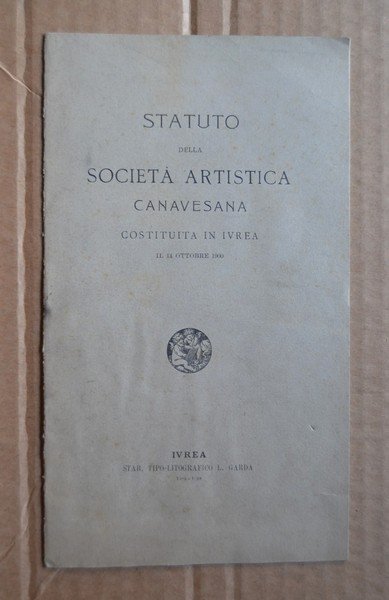 STATUTO
DELLA
SOCIETÀ ARTISTICA
CANAVESANA
COSTITUITA IN IVREA
IL 14 OTTOBRE 1900
IVREA
STAB. TIPO-LITOGRAFICO L. GARDA